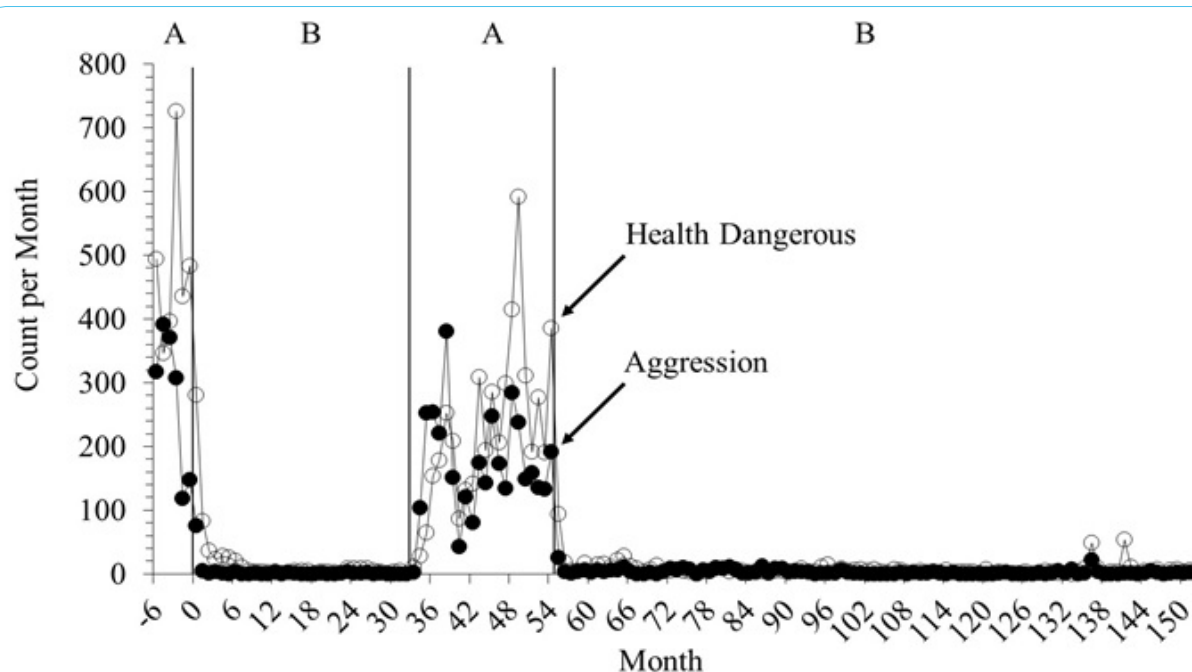 A B A B
800
700
600
500
400
300
200
100
0
Count per Month
Health Dangerous
Aggression
-6 0 6 12 18 24 30 36 42 48 54 60 66 72 78 84 90 96 102 108 114 120 126 132 138 144 150
Month